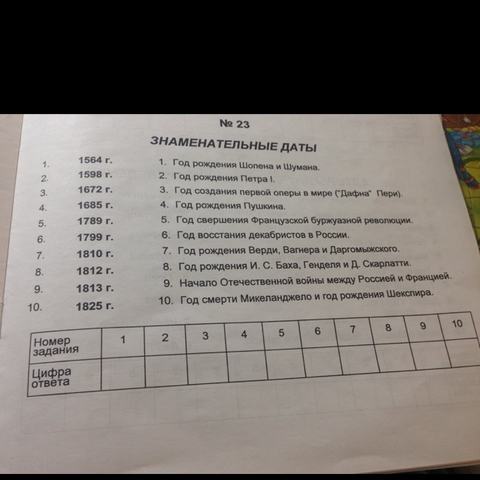 № 23
ЗНАМЕНАТЕЛЬНЫЕ ДАТЫ
1. 1564 г. 1. Год рождения Шопена и Шумана.
2. 1598 г. 2. Год рождения Петра I.
3. 1672 г. 3. Год создания первой оперы в мире ("Дафна" Пери).
4. 1685 г. 4. Год рождения Пушкина.
5. 1789 г. 5. Год свершения Французской буржуазной революции.
6. 1799 г. 6. Год восстания декабристов в России.
7. 1810 г. 7. Год рождения Верди, Вагнера и Даргомыжского.
8. 1812 г. 8. Год рождения И. С. Баха, Генделя и Д. Скарлатти.
9. 1813 г. 9. Начало Отечественной войны между Россией и Францией.
10. 1825 г. 10. Год смерти Микеланджело и год рождения Шекспира.
Номер задания 1 2 3 4 5 6 7 8 9 10
Цифра ответа